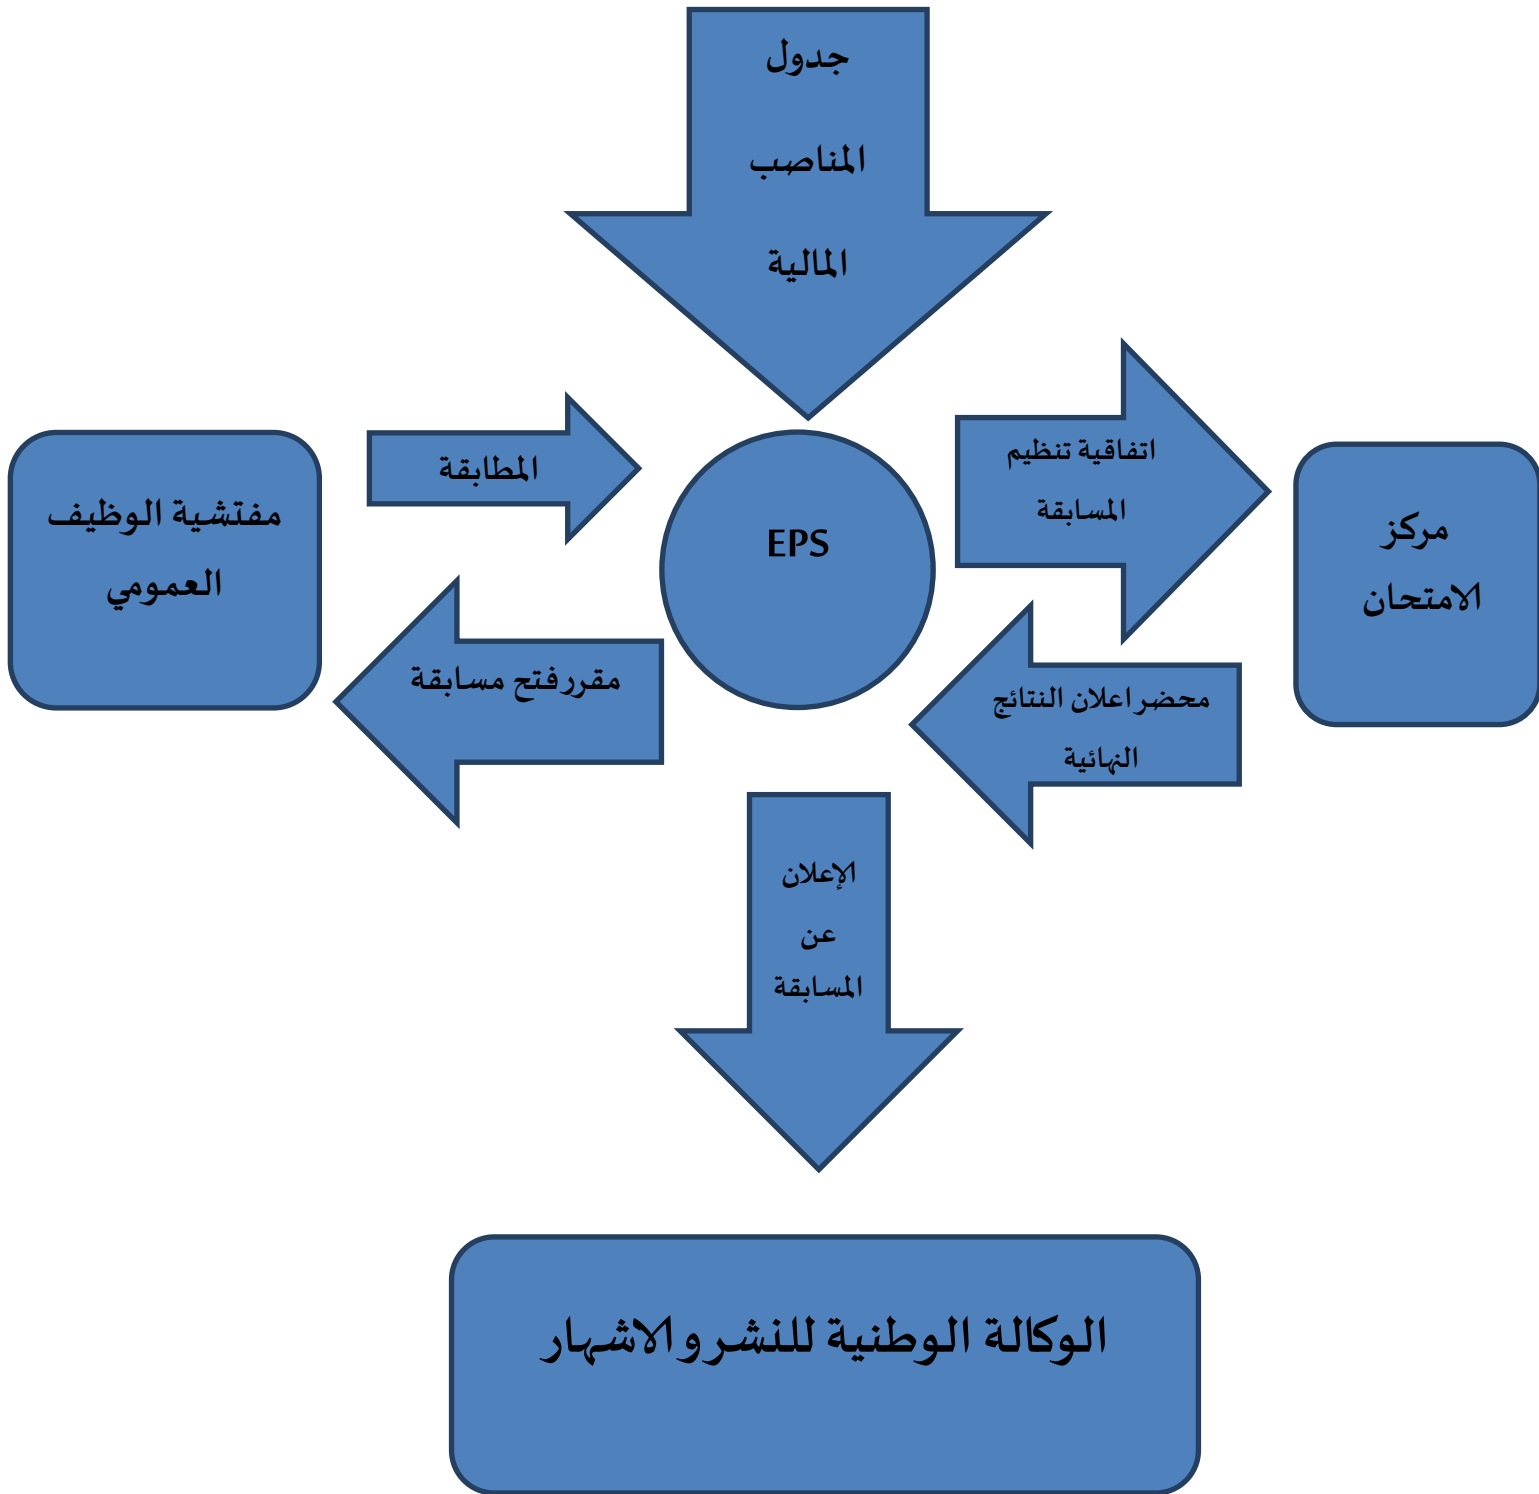 جدول
المناصب
المالية
المطابقة
اتفاقية تنظيم
المسابقة
مفتشية الوظيف
العمومي
EPS
مركز
الامتحان
مقرر فتح مسابقة
محضر اعلان النتائج
النهائية
الإعلان
عن
المسابقة
الوكالة الوطنية للنشر والاشهار